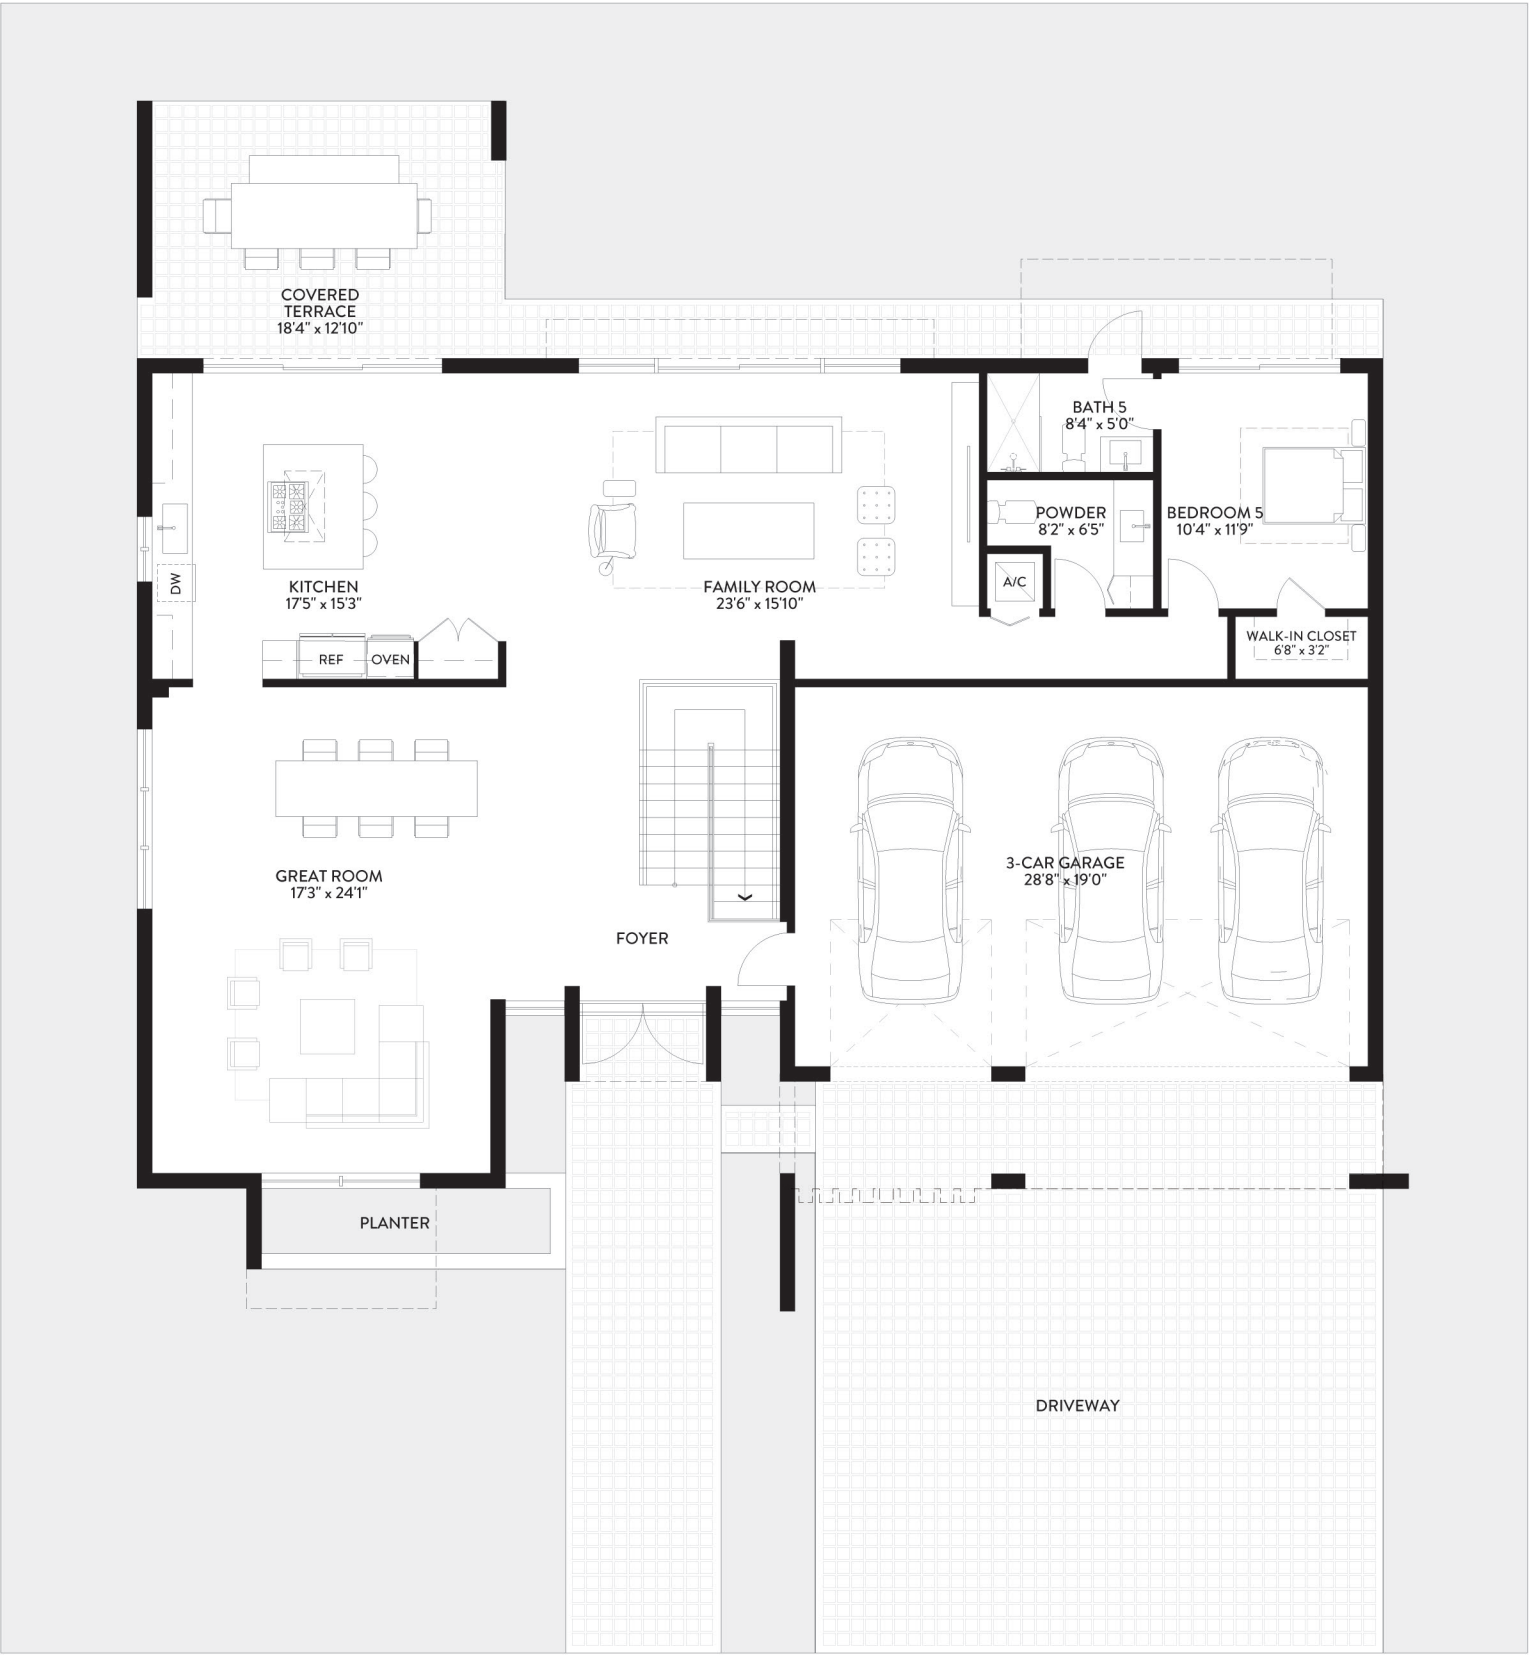 COVERED
TERRACE
18'4" x 12'10"
BATH 5
8'4" x 5'0"
POWDER
8'2" x 6'5"
BEDROOM 5
10'4" x 11'9"
DW
KITCHEN
17'5" x 15'3"
FAMILY ROOM
23'6" x 15'10"
A/C
REF
OVEN
WALK-IN CLOSET
6'8" x 3'2"
GREAT ROOM
17'3" x 24'1"
3-CAR GARAGE
28'8" x 19'0"
FOYER
PLANTER
DRIVEWAY